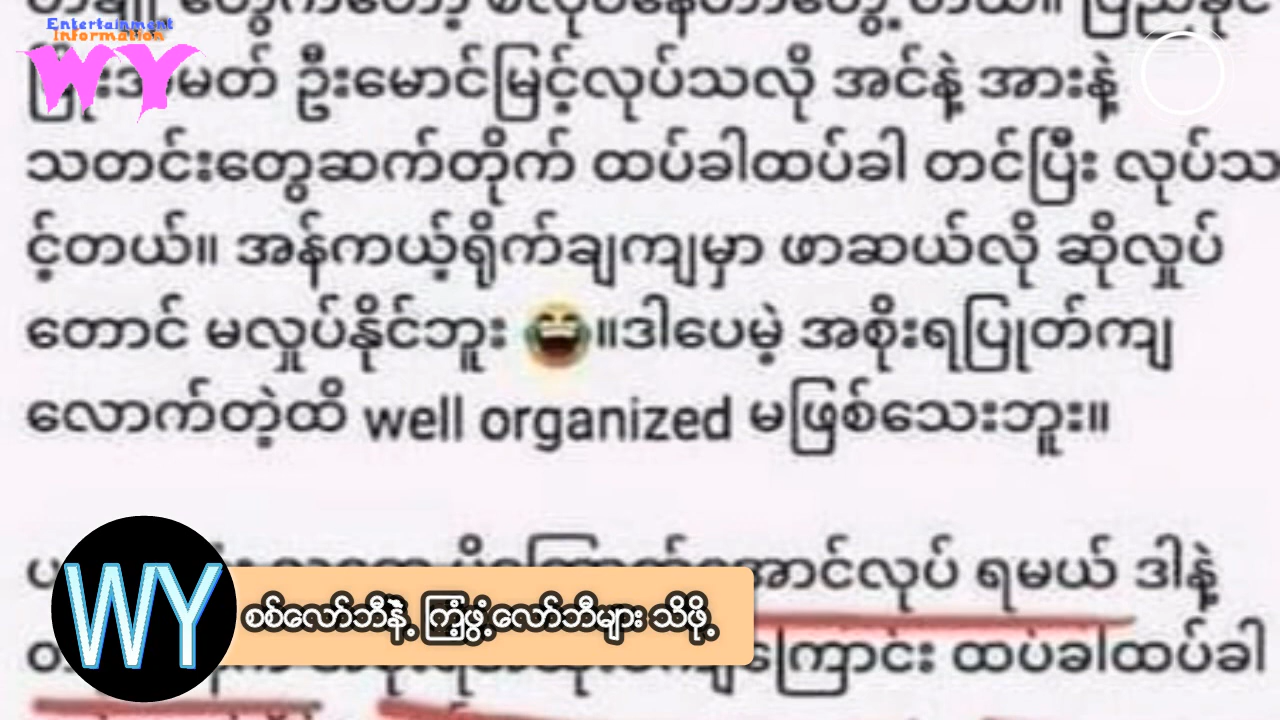 Entertainment
Information
WY
ဦးမောင်မြင့်လုပ်သလို အင်နဲ့ အားနဲ့
သတင်းတွေဆက်တိုက် ထပ်ခါထပ်ခါ တင်ပြီး လုပ်သ
င့်တယ်။ အန်ကယ့်ရိုက်ချကျမှာ ဖာဆယ်လို ဆိုလှုပ်
တောင် မလှုပ်နိုင်ဘူး 😆။ဒါပေမဲ့ အစိုးရပြုတ်ကျ
လောက်တဲ့ထိ well organized မဖြစ်သေးဘူး။
အောင်လုပ် ရမယ် ဒါနဲ့
WY
စစ်လော်ဘီနဲ့ ကြံ့ဖွံ့လော်ဘီများ သိဖို့
ကြောင်း ထပ်ခါထပ်ခါ